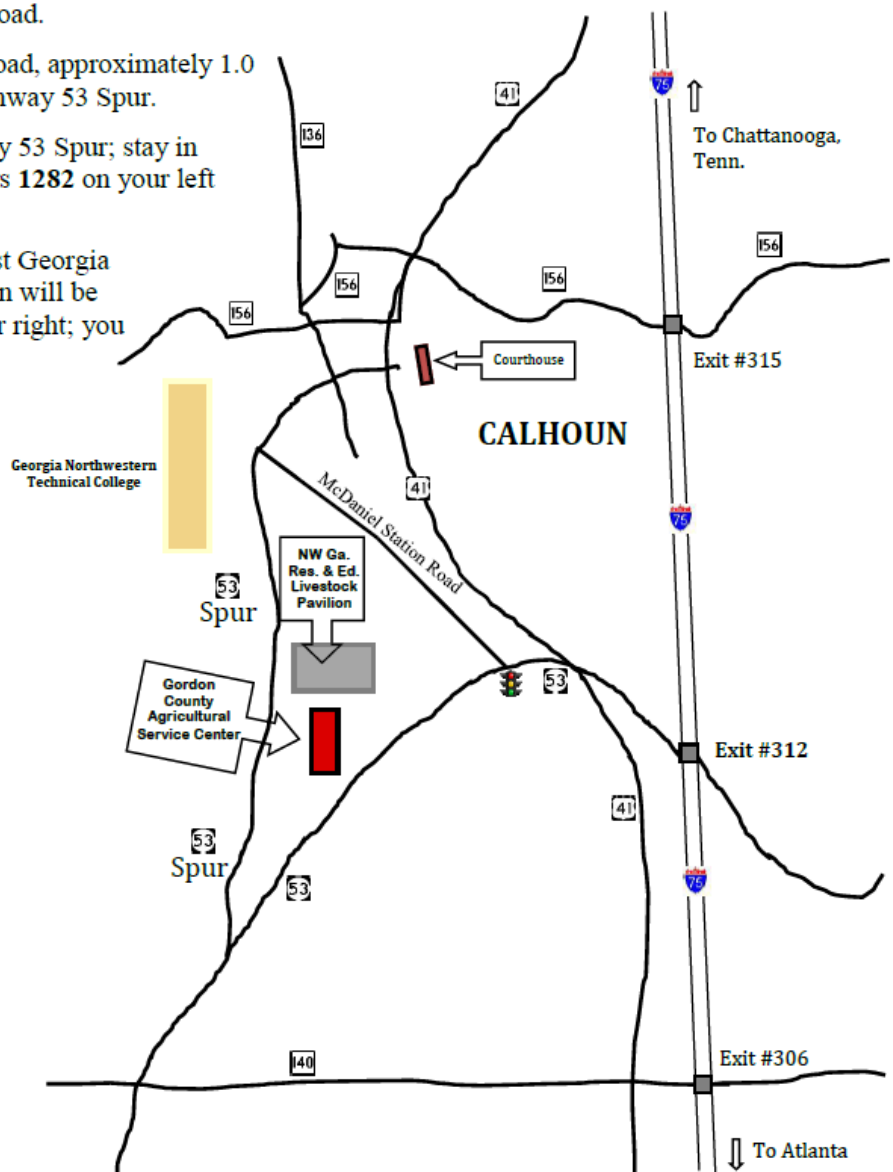 oad.
oad, approximately 1.0
nway 53 Spur.
y 53 Spur; stay in
s 1282 on your left
st Georgia
n will be
r right; you
41
75
To Chattanooga,
Tenn.
136
156
156
156
156
Exit #315
Courthouse
CALHOUN
Georgia Northwestern
Technical College
41
McDaniel Station Road
75
NW Ga.
Res. & Ed.
Livestock
Pavilion
53
Spur
53
Gordon
County
Agricultural
Service Center
Exit #312
41
53
Spur
53
75
140
Exit #306
To Atlanta